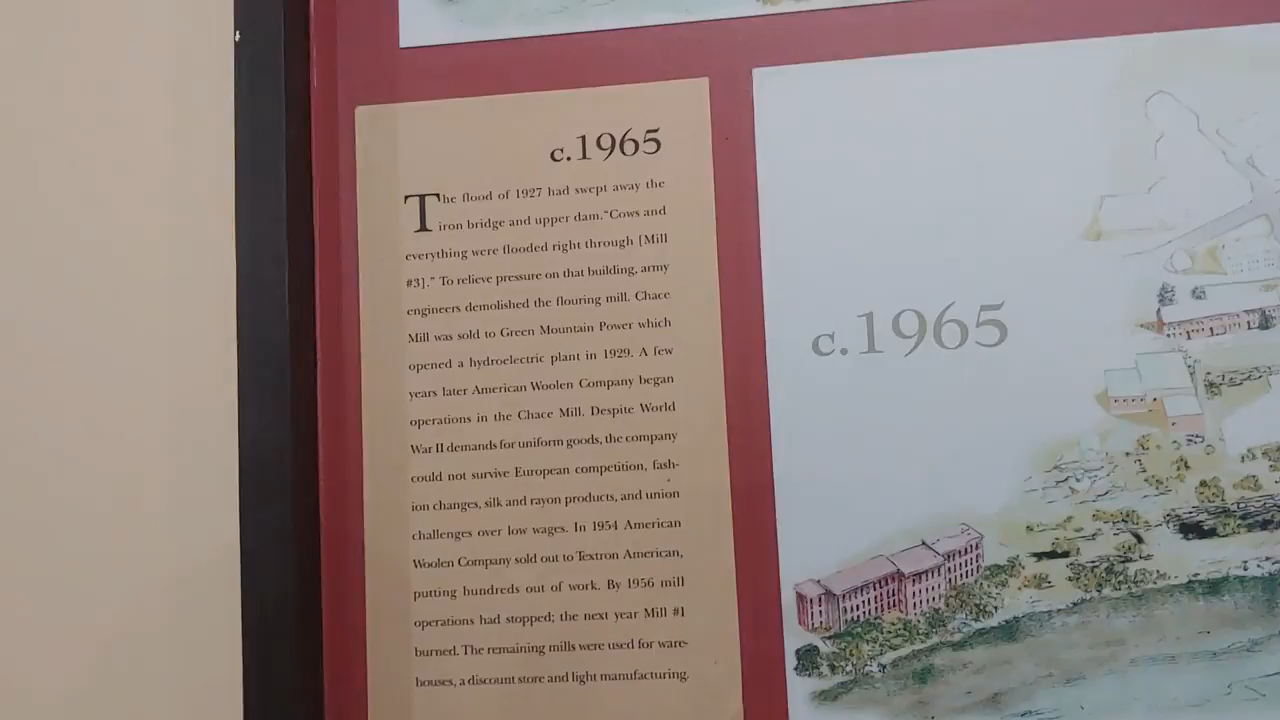 c.1965
The flood of 1927 had swept away the
iron bridge and upper dam."Cows and
everything were flooded right through [Mill
#3]." To relieve pressure on that building, army
engineers demolished the flouring mill. Chace
Mill was sold to Green Mountain Power which
opened a hydroelectric plant in 1929. A few
years later American Woolen Company began
operations in the Chace Mill. Despite World
War II demands for uniform goods, the company
could not survive European competition, fash-
ion changes, silk and rayon products, and union
challenges over low wages. In 1954 American
Woolen Company sold out to Textron American,
putting hundreds out of work. By 1956 mill
operations had stopped; the next year Mill #1
burned. The remaining mills were used for ware-
houses, a discount store and light manufacturing.
c.1965